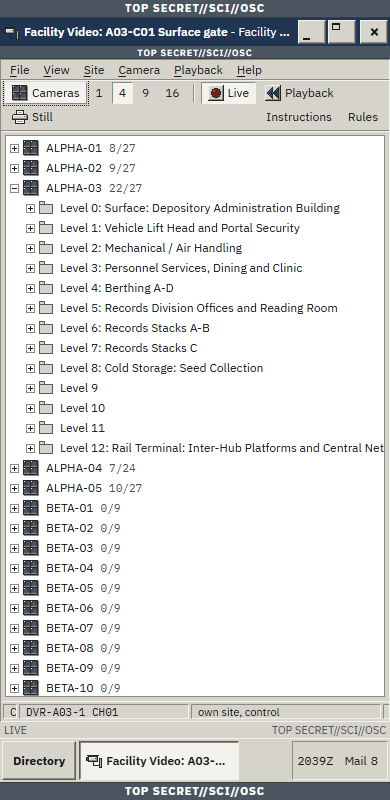 TOP SECRET//SCI//OSC
Facility Video: A03-C01 Surface gate - Facility ...
TOP SECRET//SCI//OSC
File View Site Camera Playback Help
Cameras 1 4 9 16 Live Playback
Still Instructions Rules
ALPHA-01 8/27
ALPHA-02 9/27
ALPHA-03 22/27
Level 0: Surface: Depository Administration Building
Level 1: Vehicle Lift Head and Portal Security
Level 2: Mechanical / Air Handling
Level 3: Personnel Services, Dining and Clinic
Level 4: Berthing A-D
Level 5: Records Division Offices and Reading Room
Level 6: Records Stacks A-B
Level 7: Records Stacks C
Level 8: Cold Storage: Seed Collection
Level 9
Level 10
Level 11
Level 12: Rail Terminal: Inter-Hub Platforms and Central Net
ALPHA-04 7/24
ALPHA-05 10/27
BETA-01 0/9
BETA-02 0/9
BETA-03 0/9
BETA-04 0/9
BETA-05 0/9
BETA-06 0/9
BETA-07 0/9
BETA-08 0/9
BETA-09 0/9
BETA-10 0/9
DVR-A03-1 CH01 own site, control
LIVE TOP SECRET//SCI//OSC
Directory Facility Video: A03-... 2039Z Mail 8
TOP SECRET//SCI//OSC